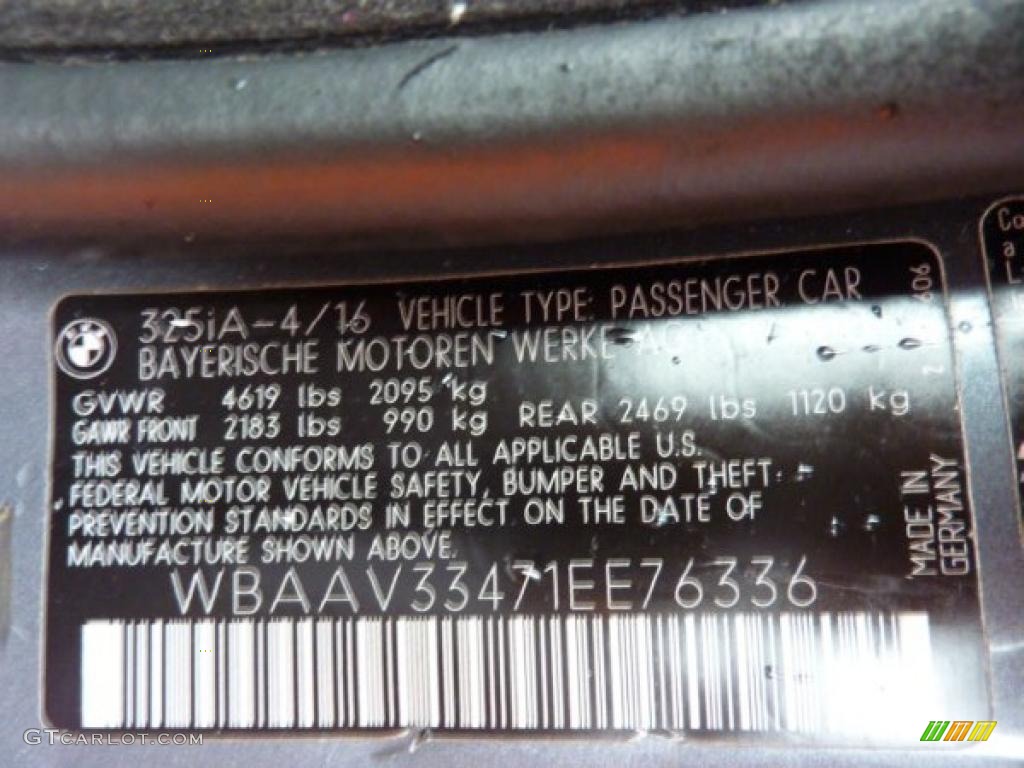 325iA-4/16 VEHICLE TYPE: PASSENGER CAR
BAYERISCHE MOTOREN WERKE AG
GVWR 4619 lbs 2095 kg
GAWR FRONT 2183 lbs 990 kg REAR 2469 lbs 1120 kg
THIS VEHICLE CONFORMS TO ALL APPLICABLE U.S.
FEDERAL MOTOR VEHICLE SAFETY, BUMPER AND THEFT
PREVENTION STANDARDS IN EFFECT ON THE DATE OF
MANUFACTURE SHOWN ABOVE.
WBAAV33471EE76336
MADE IN
GERMANY
2 606
Co
a
L
GTCARLOT.COM